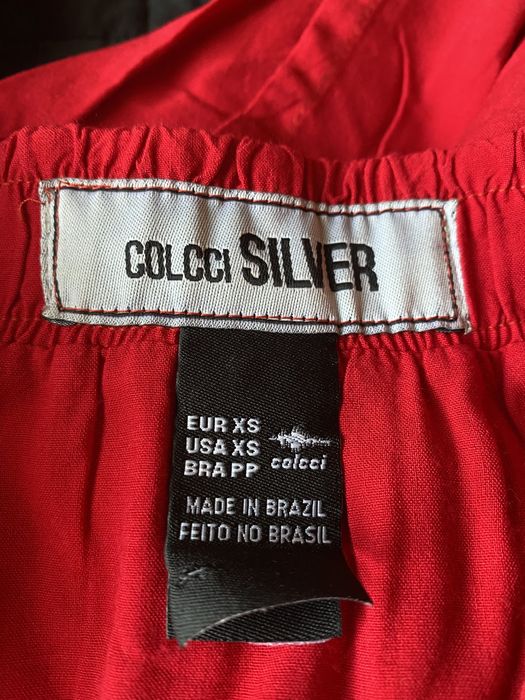 COLCCI SILVER
EUR XS
USA XS
BRA PP
colcci
MADE IN BRAZIL
FEITO NO BRASIL